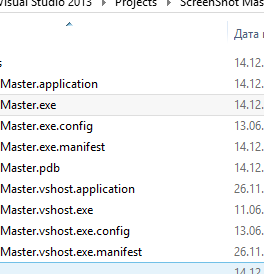 Visual Studio 2013 Projects ScreenShot Mas
Дата
14.12.
Master.application 14.12.
Master.exe 14.12.
Master.exe.config 13.06.
Master.exe.manifest 14.12.
Master.pdb 14.12.
Master.vshost.application 26.11.
Master.vshost.exe 11.06.
Master.vshost.exe.config 13.06.
Master.vshost.exe.manifest 26.11.
14.12